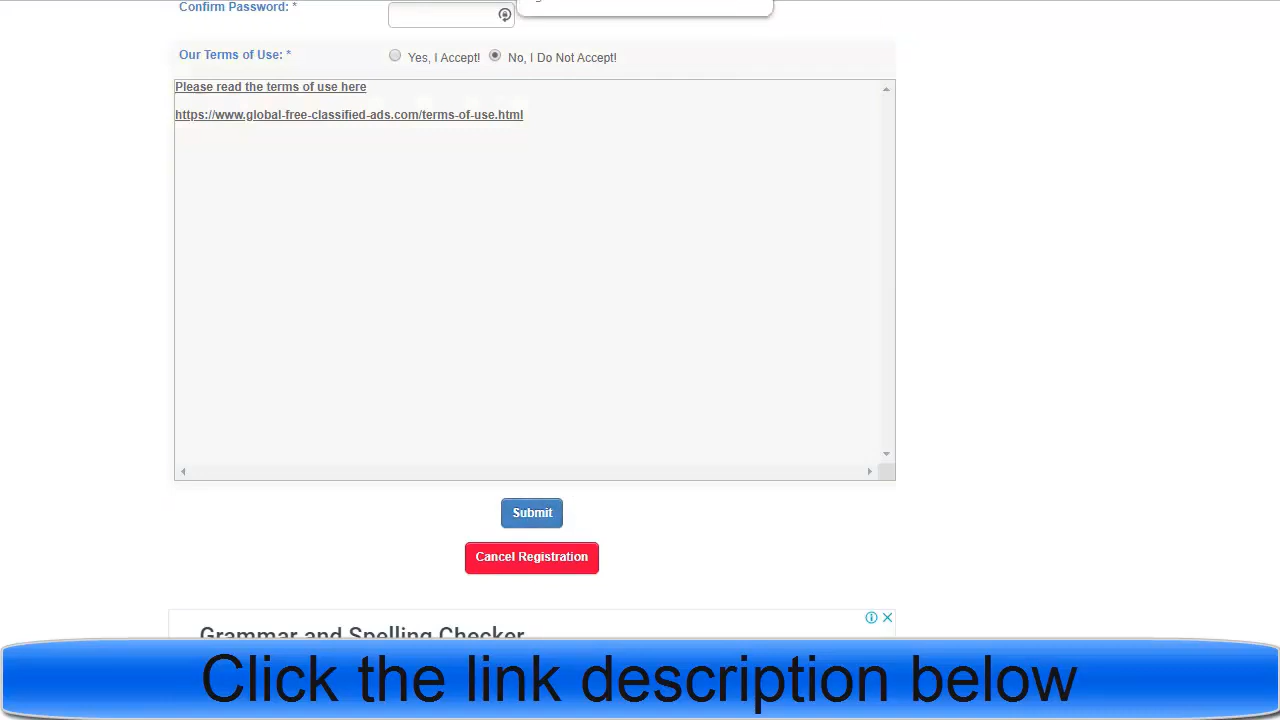 Confirm Password: *
Our Terms of Use: * Yes, I Accept! No, I Do Not Accept!
Please read the terms of use here
https://www.global-free-classified-ads.com/terms-of-use.html
Submit
Cancel Registration
Grammar and Spelling Checker
Click the link description below